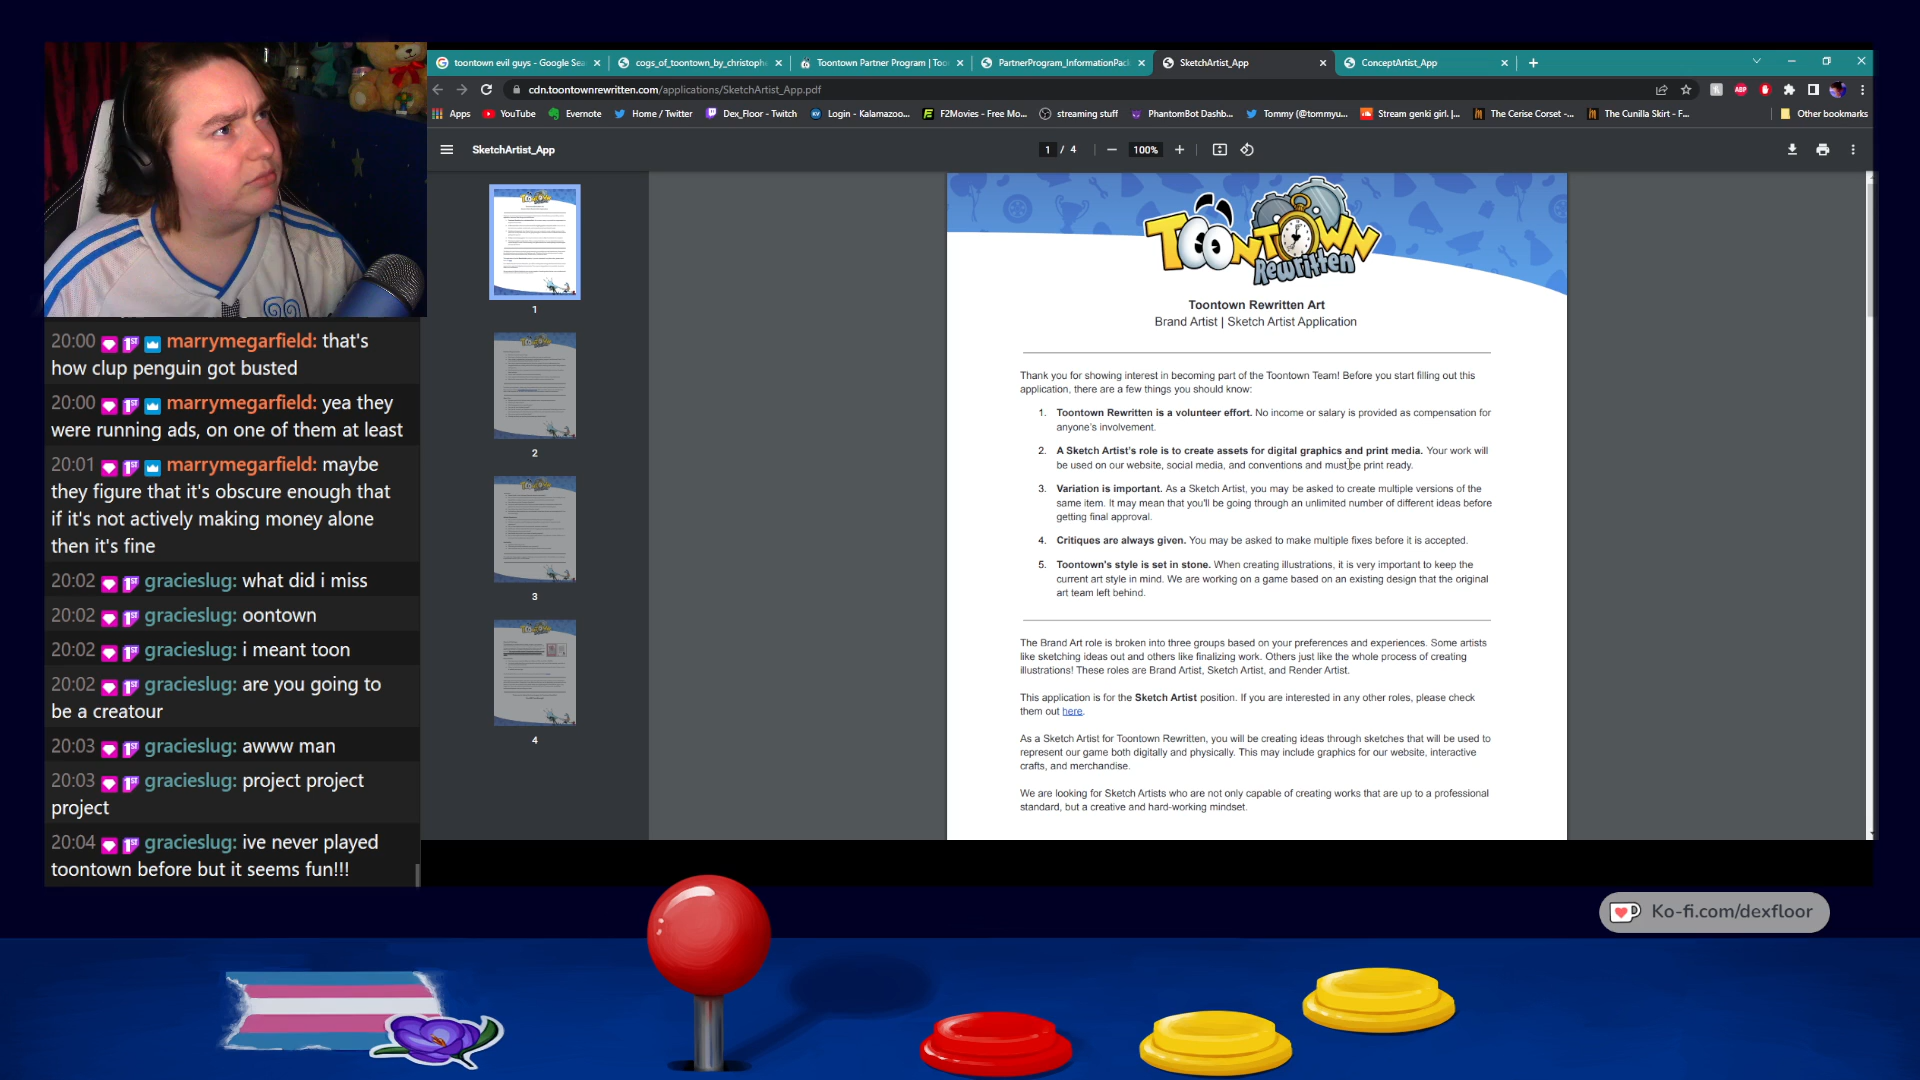 toontown evil guys - Google Sea
cogs_of_toontown_by_christophe
Toontown Partner Program | Too
PartnerProgram_InformationPac
SketchArtist_App
ConceptArtist_App
cdn.toontownrewritten.com/applications/SketchArtist_App.pdf
Apps YouTube Evernote Home / Twitter Dex_Floor - Twitch Login - Kalamazoo... F2Movies - Free Mo... streaming stuff PhantomBot Dashb... Tommy (@tommyu... Stream genki girl. |... The Cerise Corset -... The Cunilla Skirt - F... Other bookmarks
SketchArtist_App
1 / 4
100%
1
2
3
4
TOONTOWN
Rewritten
Toontown Rewritten Art
Brand Artist | Sketch Artist Application
Thank you for showing interest in becoming part of the Toontown Team! Before you start filling out this
application, there are a few things you should know:
1. Toontown Rewritten is a volunteer effort. No income or salary is provided as compensation for
anyone's involvement.
2. A Sketch Artist's role is to create assets for digital graphics and print media. Your work will
be used on our website, social media, and conventions and must be print ready.
3. Variation is important. As a Sketch Artist, you may be asked to create multiple versions of the
same item. It may mean that you'll be going through an unlimited number of different ideas before
getting final approval.
4. Critiques are always given. You may be asked to make multiple fixes before it is accepted.
5. Toontown's style is set in stone. When creating illustrations, it is very important to keep the
current art style in mind. We are working on a game based on an existing design that the original
art team left behind.
The Brand Art role is broken into three groups based on your preferences and experiences. Some artists
like sketching ideas out and others like finalizing work. Others just like the whole process of creating
illustrations! These roles are Brand Artist, Sketch Artist, and Render Artist.
This application is for the Sketch Artist position. If you are interested in any other roles, please check
them out here.
As a Sketch Artist for Toontown Rewritten, you will be creating ideas through sketches that will be used to
represent our game both digitally and physically. This may include graphics for our website, interactive
crafts, and merchandise.
We are looking for Sketch Artists who are not only capable of creating works that are up to a professional
standard, but a creative and hard-working mindset.
20:00 marrymegarfield: that's
how clup penguin got busted
20:00 marrymegarfield: yea they
were running ads, on one of them at least
20:01 marrymegarfield: maybe
they figure that it's obscure enough that
if it's not actively making money alone
then it's fine
20:02 gracieslug: what did i miss
20:02 gracieslug: oontown
20:02 gracieslug: i meant toon
20:02 gracieslug: are you going to
be a creatour
20:03 gracieslug: awww man
20:03 gracieslug: project project
project
20:04 gracieslug: ive never played
toontown before but it seems fun!!!
Ko-fi.com/dexfloor